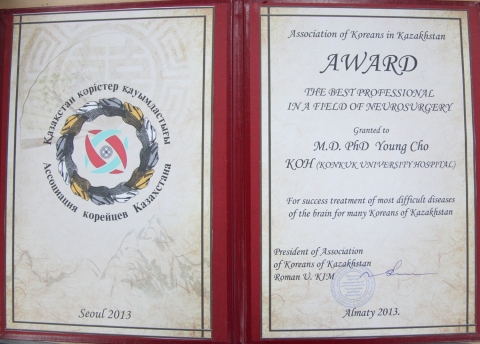 Қазақстан кәрістер қауымдастығы
Ассоциация корейцев Казахстана
Seoul 2013
Association of Koreans in Kazakhstan
AWARD
THE BEST PROFESSIONAL
IN A FIELD OF NEUROSURGERY
Granted to
M.D. PhD Young Cho
KOH (KONKUK UNIVERSITY HOSPITAL)
For success treatment of most difficult diseases
of the brain for many Koreans of Kazakhstan
President of Association
of Koreans of Kazakhstan
Roman U. KIM
Almaty 2013.